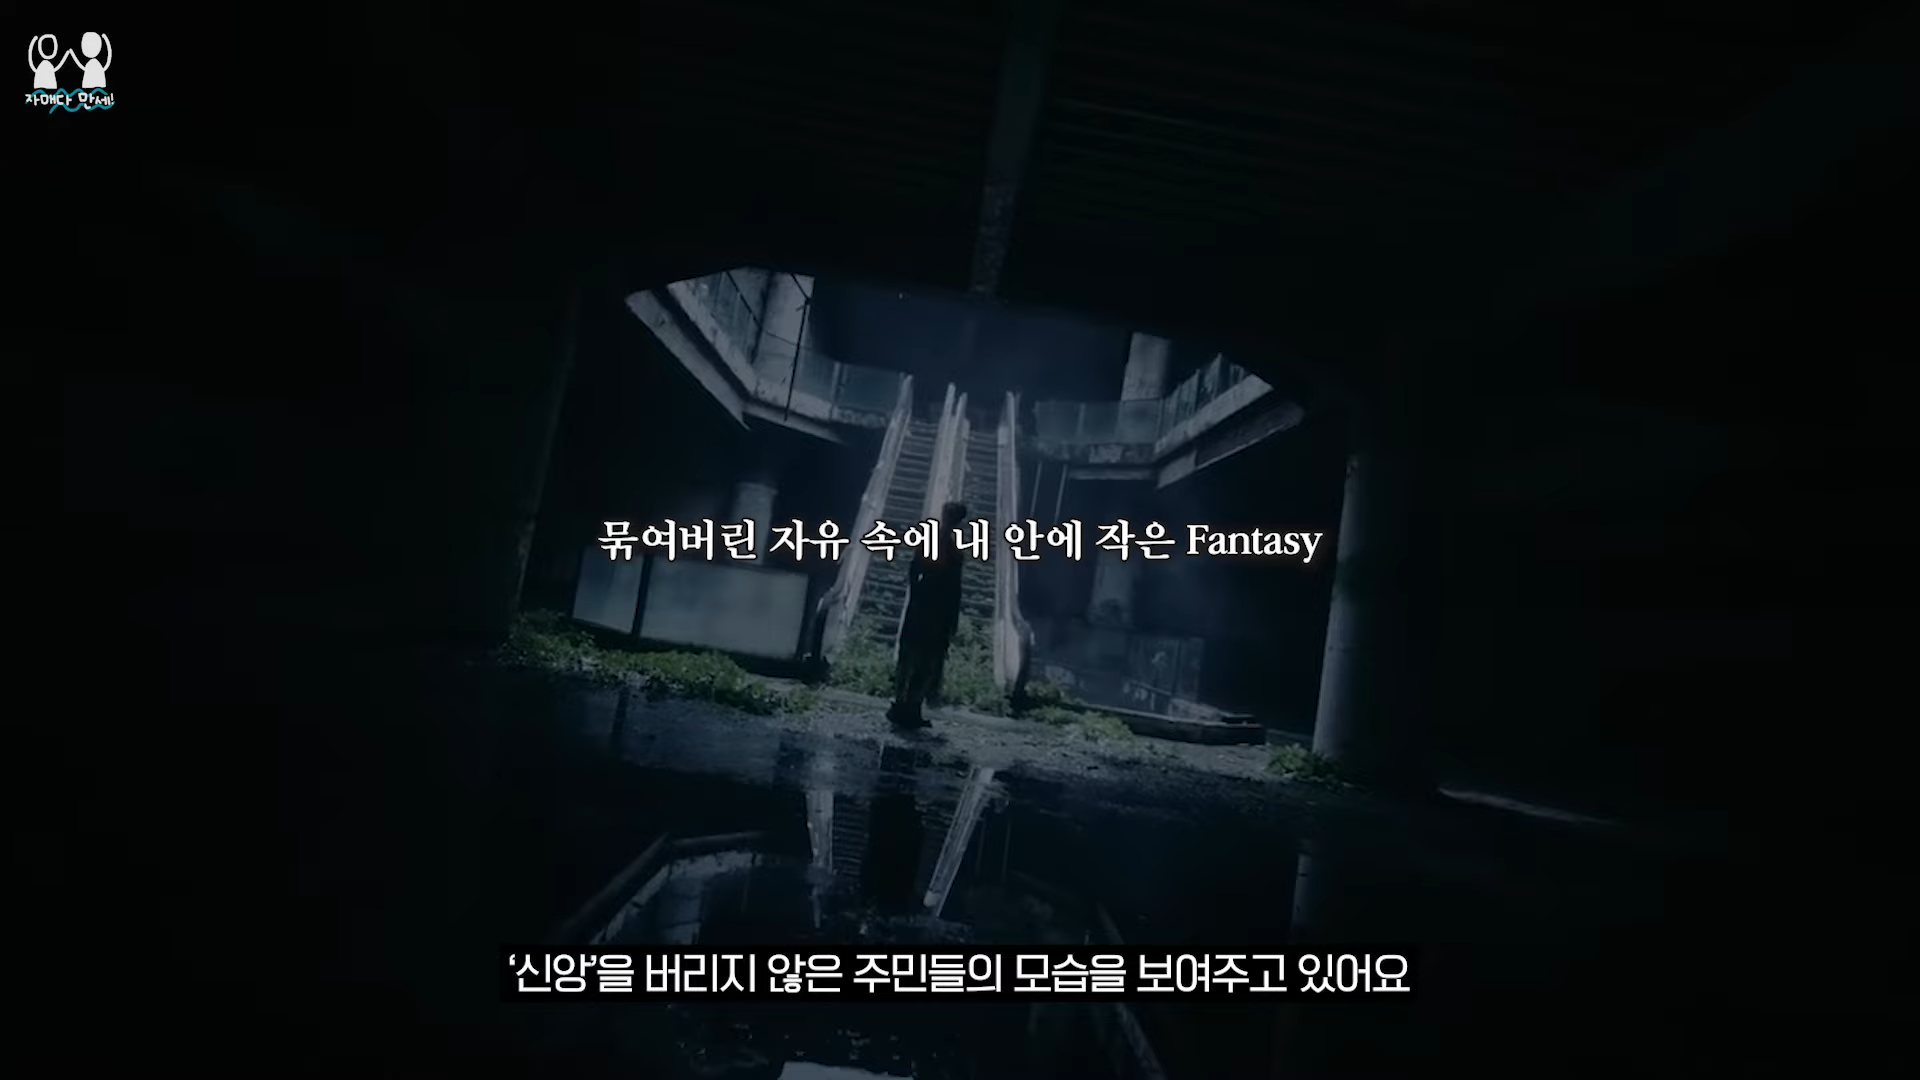 자매다 만세!
묶여버린 자유 속에 내 안에 작은 Fantasy
‘신앙’을 버리지 않은 주민들의 모습을 보여주고 있어요